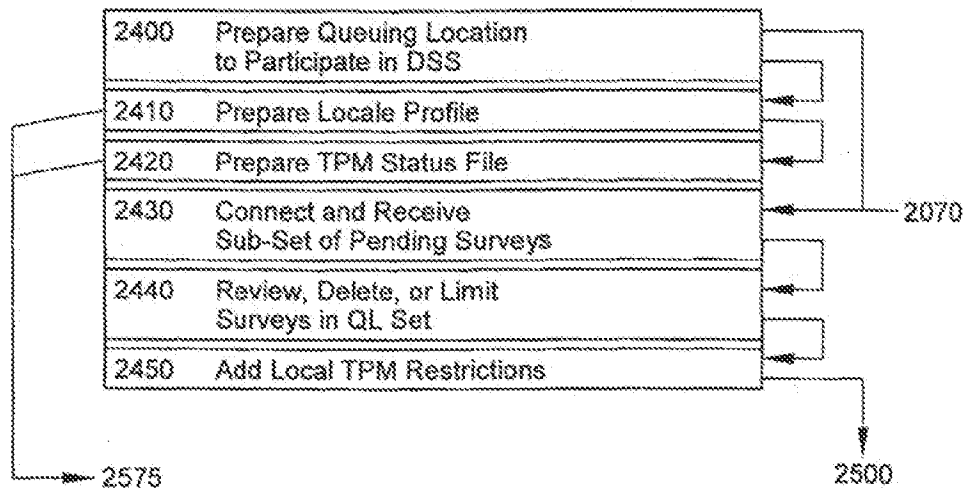 2400 Prepare Queuing Location
to Participate in DSS
2410 Prepare Locale Profile
2420 Prepare TPM Status File
2430 Connect and Receive
Sub-Set of Pending Surveys
2070
2440 Review, Delete, or Limit
Surveys in QL Set
2450 Add Local TPM Restrictions
2575
2500